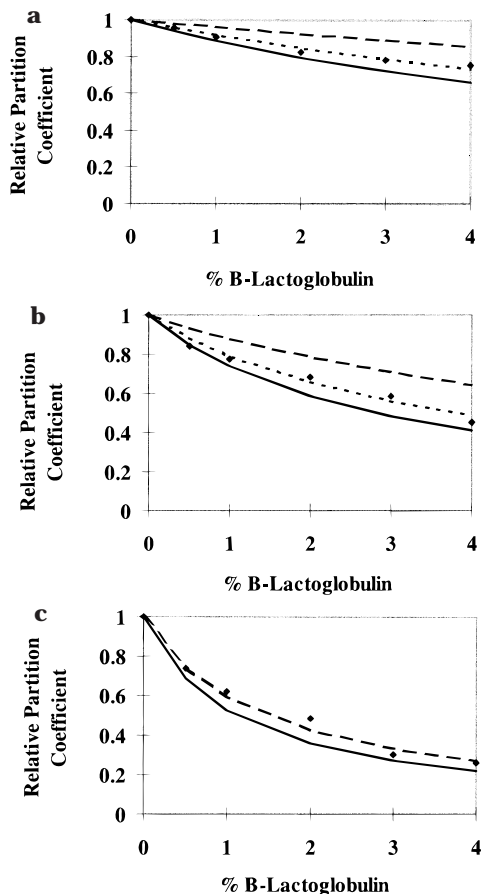 a
Relative Partition
Coefficient
1
0.8
0.6
0.4
0.2
0
0 1 2 3 4
% B-Lactoglobulin
b
Relative Partition
Coefficient
1
0.8
0.6
0.4
0.2
0
0 1 2 3 4
% B-Lactoglobulin
c
Relative Partition
Coefficient
1
0.8
0.6
0.4
0.2
0
0 1 2 3 4
% B-Lactoglobulin